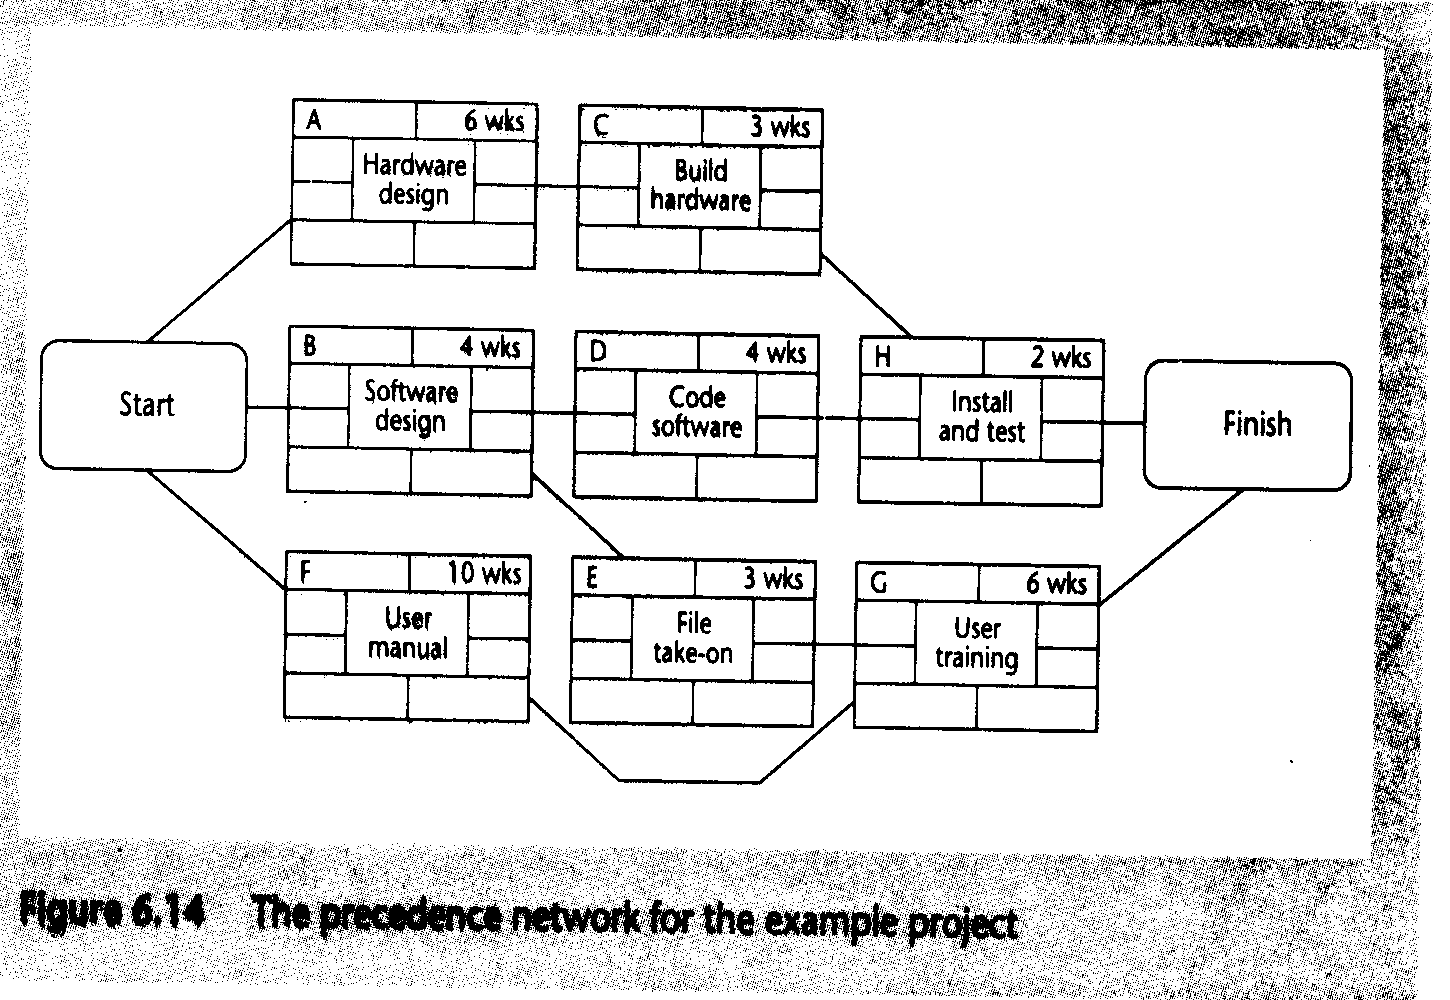 A 6 wks
Hardware
design
C 3 wks
Build
hardware
Start
B 4 wks
Software
design
D 4 wks
Code
software
H 2 wks
Install
and test
Finish
F 10 wks
User
manual
E 3 wks
File
take-on
G 6 wks
User
training
Figure 6.14 The precedence network for the example project